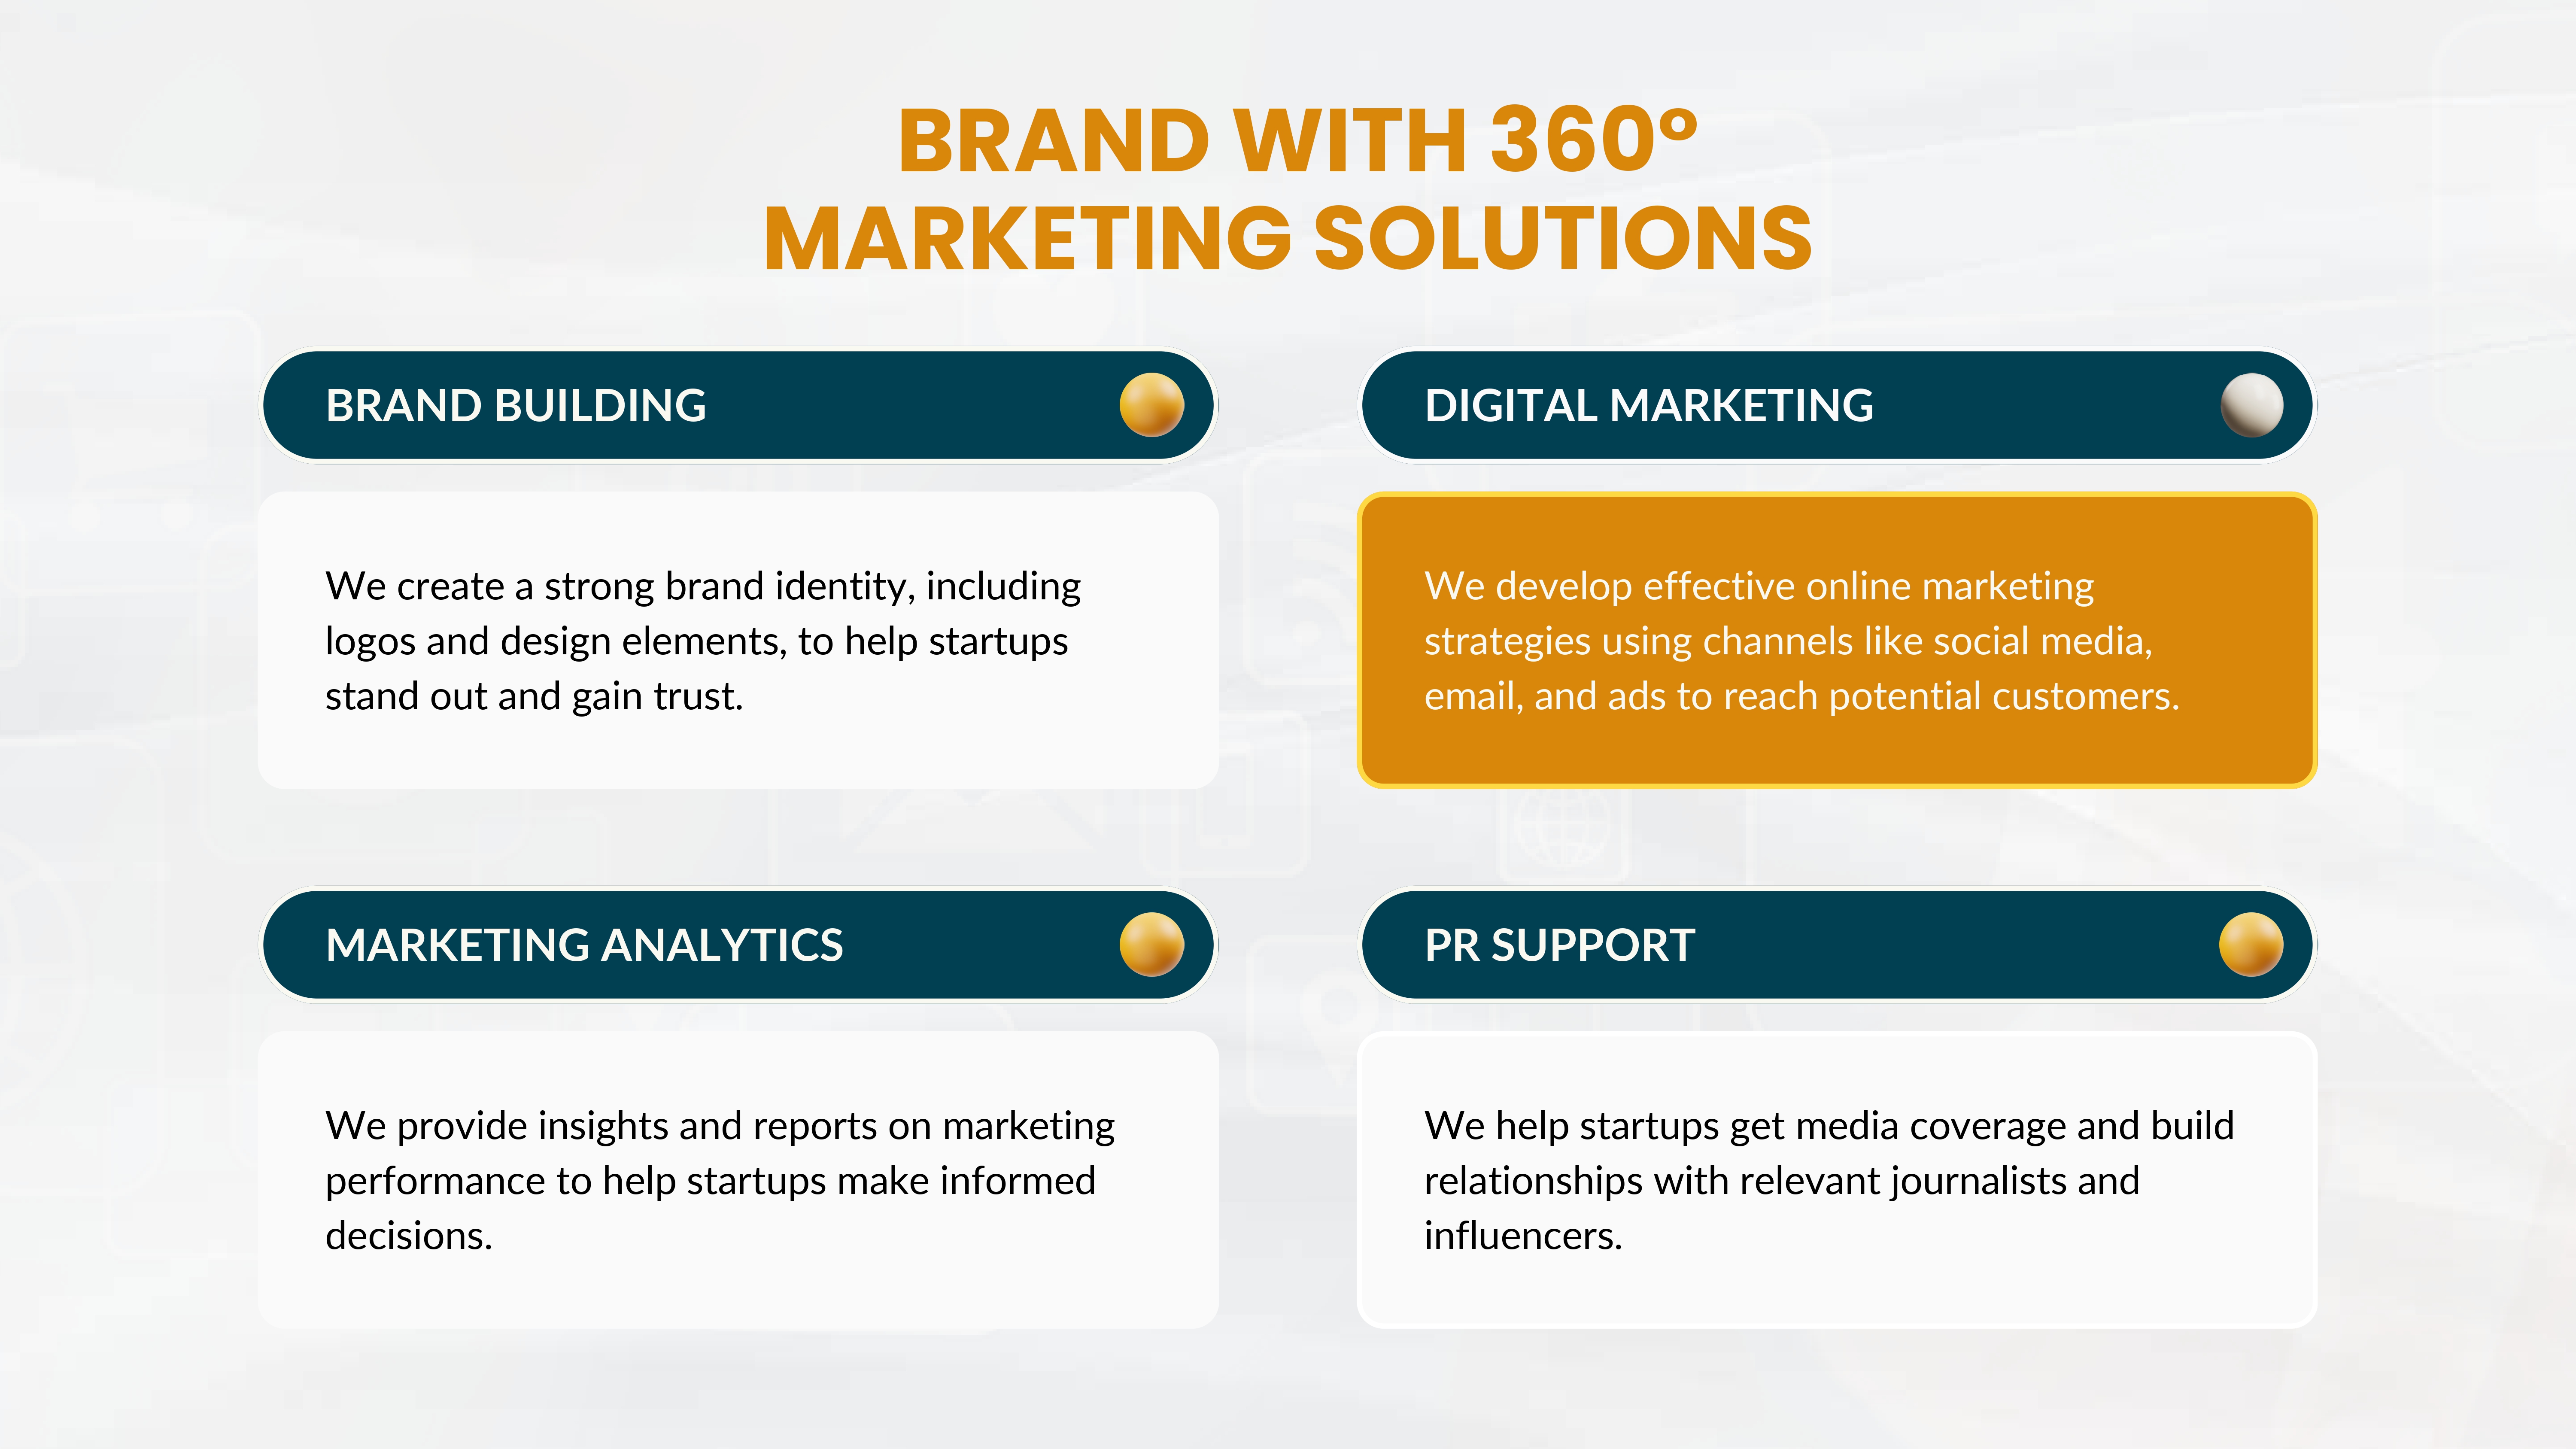 BRAND WITH 360°
MARKETING SOLUTIONS
BRAND BUILDING
We create a strong brand identity, including
logos and design elements, to help startups
stand out and gain trust.
DIGITAL MARKETING
We develop effective online marketing
strategies using channels like social media,
email, and ads to reach potential customers.
MARKETING ANALYTICS
We provide insights and reports on marketing
performance to help startups make informed
decisions.
PR SUPPORT
We help startups get media coverage and build
relationships with relevant journalists and
influencers.